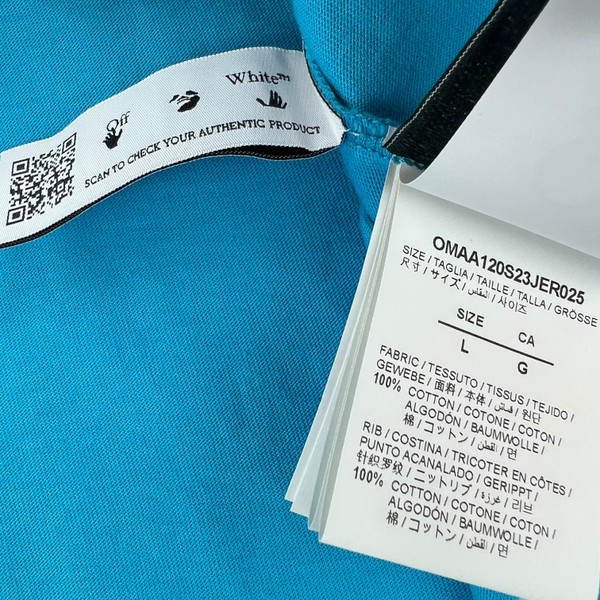 Off
White™
SCAN TO CHECK YOUR AUTHENTIC PRODUCT
OMAA120S23JER025
SIZE / TAGLIA / TAILLE / TALLA / GRÖSSE
尺寸 / サイズ / المقاس / 사이즈
SIZE CA
L G
FABRIC / TESSUTO / TISSUS / TEJIDO /
GEWEBE / 面料 / 本体 / قماش / 원단
100% COTTON / COTONE / COTON /
ALGODÓN / BAUMWOLLE /
棉 / コットン / القطن / 면
RIB / COSTINA / TRICOTER EN CÔTES /
PUNTO ACANALADO / GERIPPT /
针织罗纹 / ニットリブ / غرزة / 리브
100% COTTON / COTONE / COTON /
ALGODÓN / BAUMWOLLE /
棉 / コットン / القطن / 면